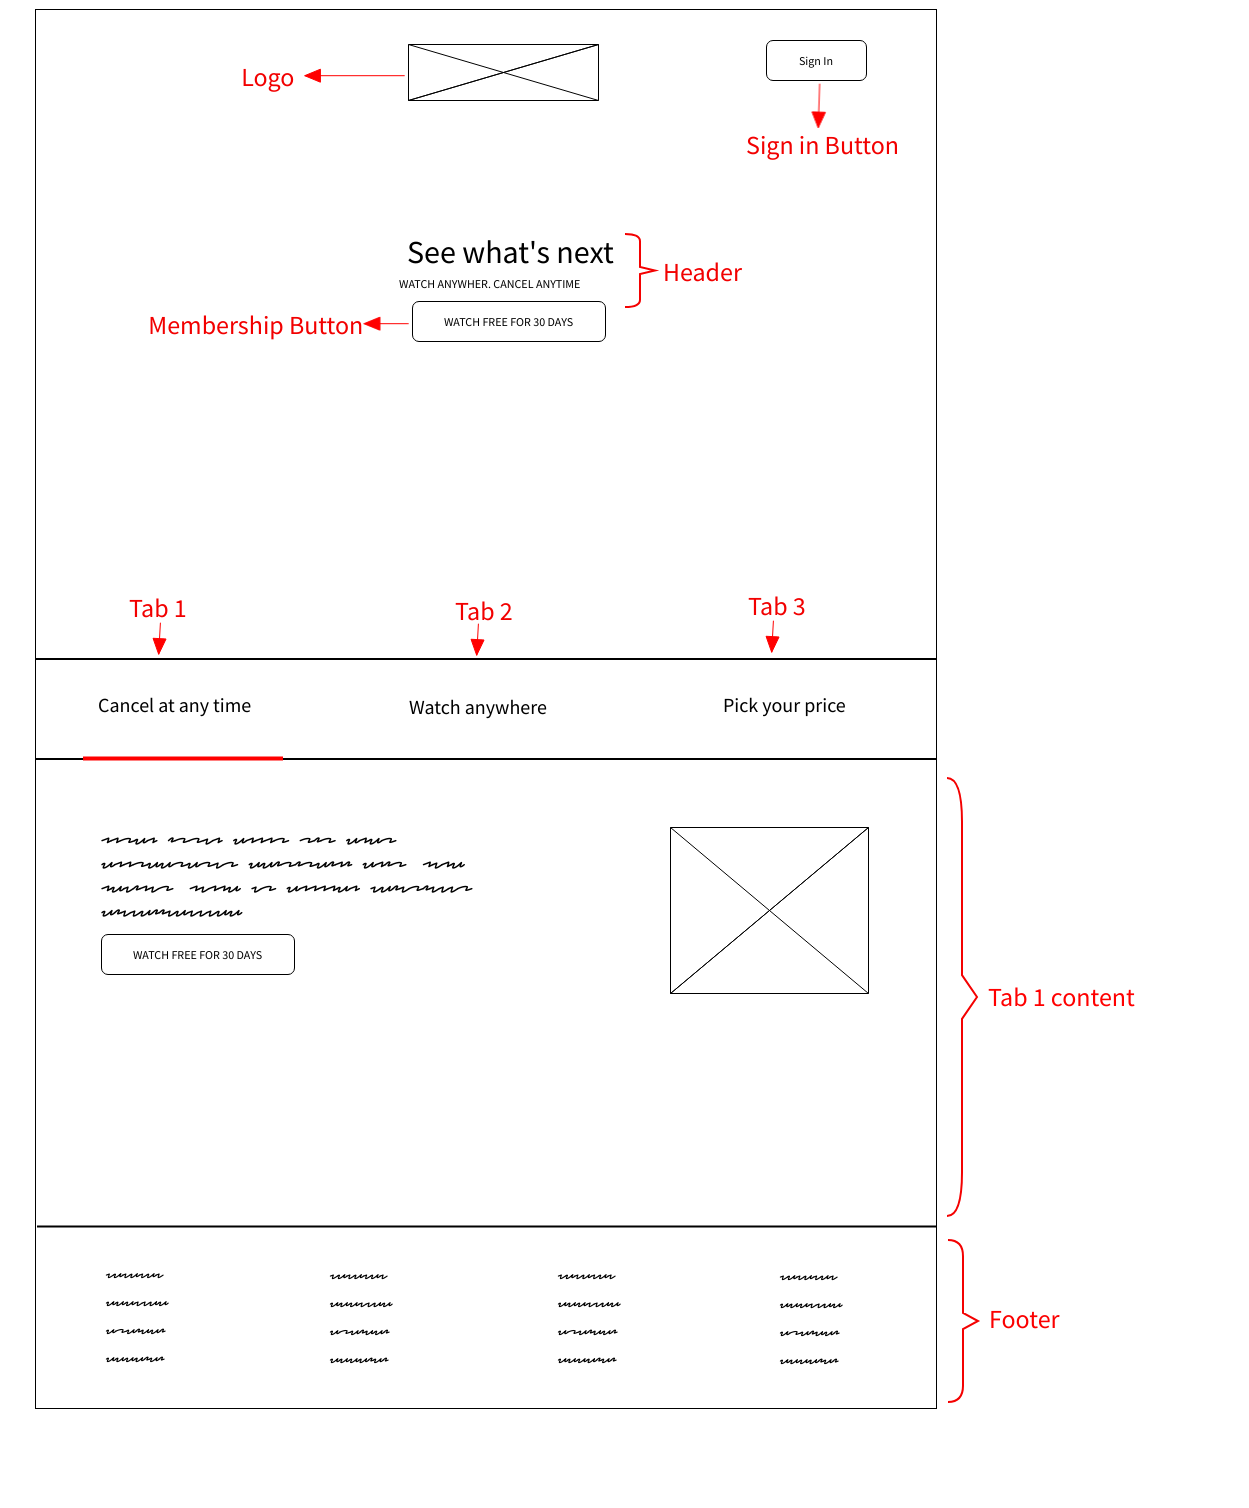 Logo
Sign In
Sign in Button
See what's next
Header
WATCH ANYWHER. CANCEL ANYTIME
Membership Button
WATCH FREE FOR 30 DAYS
Tab 1
Tab 2
Tab 3
Cancel at any time
Watch anywhere
Pick your price
WATCH FREE FOR 30 DAYS
Tab 1 content
Footer